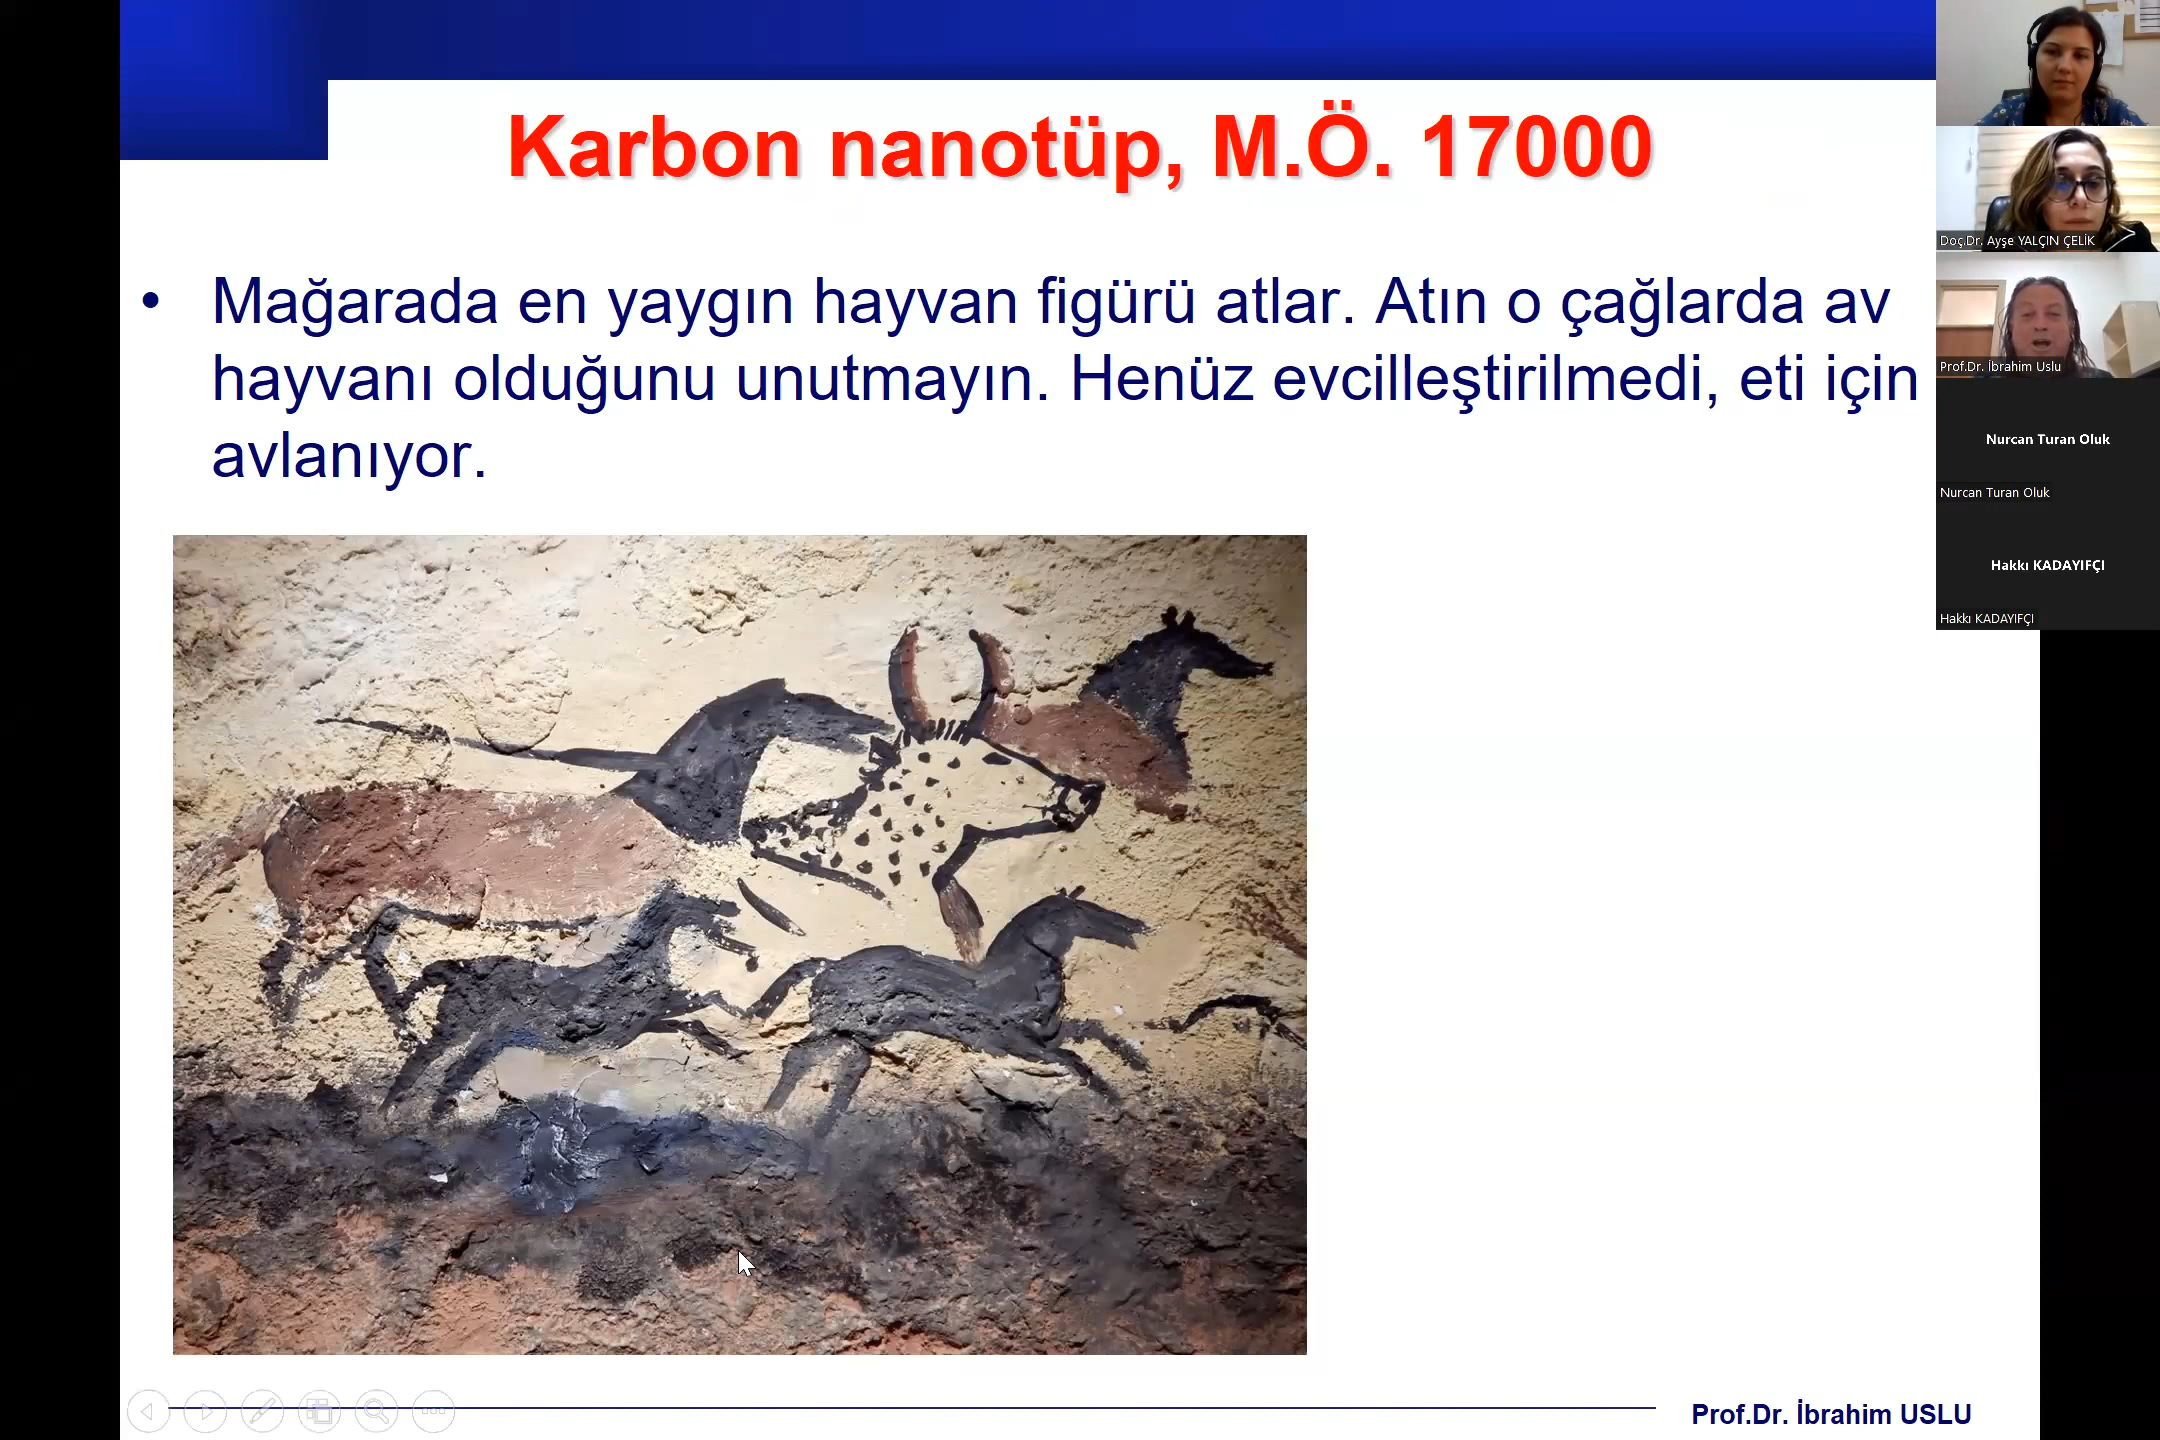 Karbon nanotüp, M.Ö. 17000
• Mağarada en yaygın hayvan figürü atlar. Atın o çağlarda av
hayvanı olduğunu unutmayın. Henüz evcilleştirilmedi, eti için
avlanıyor.
Prof.Dr. İbrahim USLU
Doç.Dr. Ayşe YALÇIN ÇELİK
Prof.Dr. İbrahim Uslu
Nurcan Turan Oluk
Nurcan Turan Oluk
Hakkı KADAYIFÇI
Hakkı KADAYIFÇI